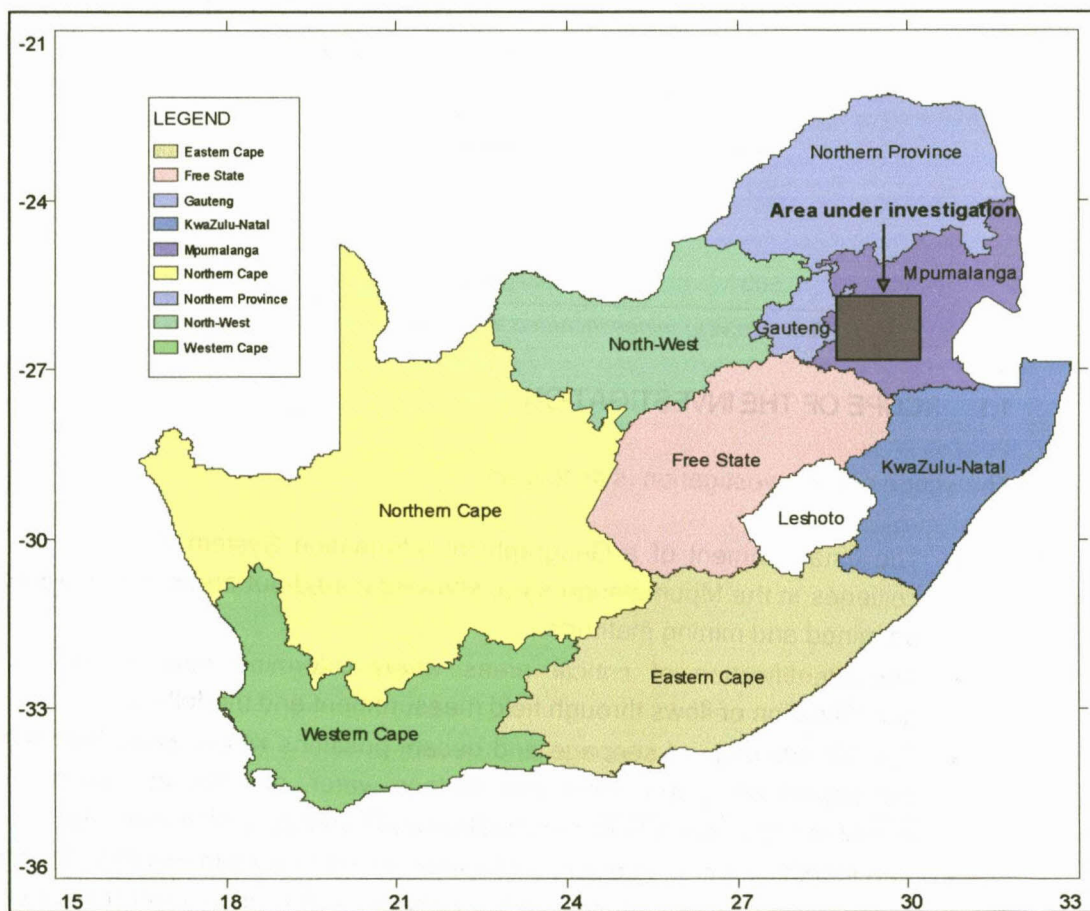 -21
-24
-27
-30
-33
-36
15
18
21
24
27
30
33
LEGEND
Eastern Cape
Free State
Gauteng
KwaZulu-Natal
Mpumalanga
Northern Cape
Northern Province
North-West
Western Cape
Northern Province
Area under investigation
Mpumalanga
Gauteng
North-West
Free State
KwaZulu-Natal
Leshoto
Northern Cape
Eastern Cape
Western Cape